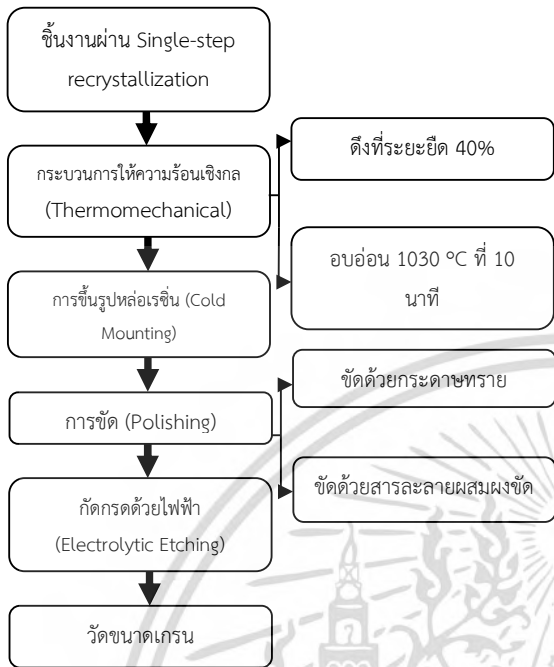 ชิ้นงานผ่าน Single-step
recrystallization
กระบวนการให้ความร้อนเชิงกล
(Thermomechanical)
ดึงที่ระยะยืด 40%
อบอ่อน 1030 ºC ที่ 10
นาที
การขึ้นรูปหล่อเรซิ่น (Cold
Mounting)
การขัด (Polishing)
ขัดด้วยกระดาษทราย
ขัดด้วยสารละลายผสมผงขัด
กัดกรดด้วยไฟฟ้า
(Electrolytic Etching)
วัดขนาดเกรน